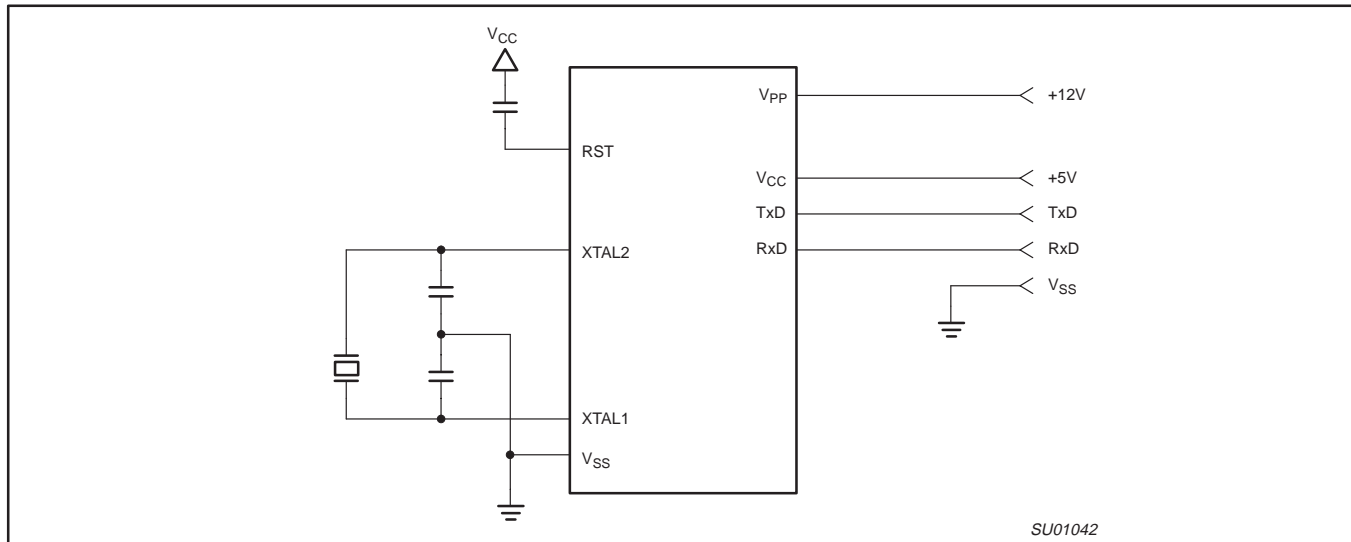 VCC
VPP
+12V
RST
VCC
+5V
TxD
TxD
XTAL2
RxD
RxD
VSS
XTAL1
VSS
SU01042